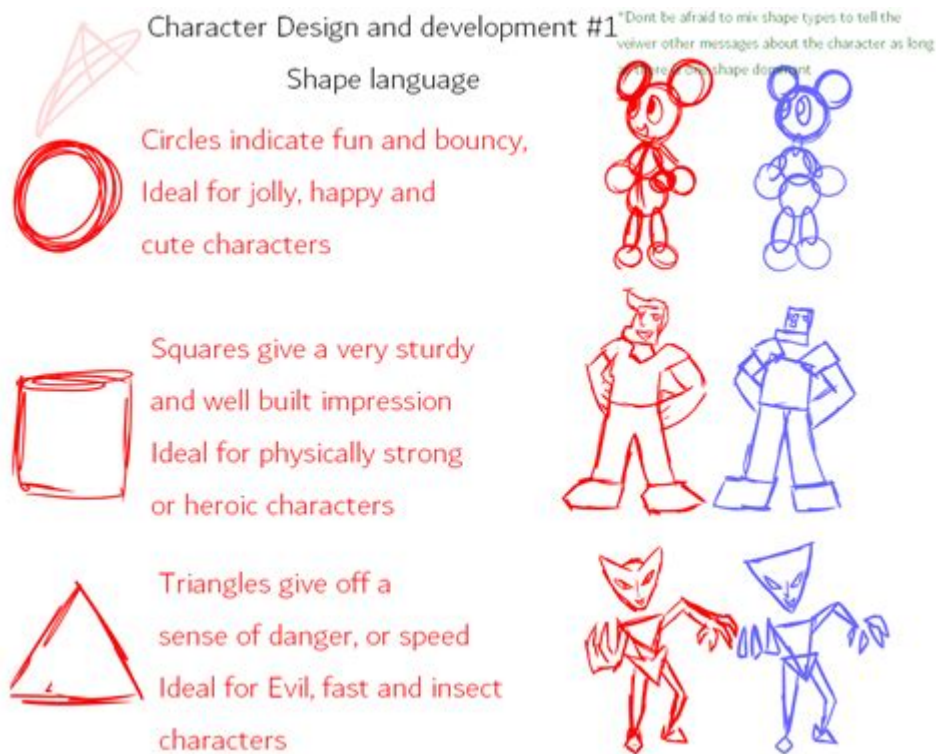 Character Design and development #1
Shape language
*Dont be afraid to mix shape types to tell the
veiwer other messages about the character as long
shape dominant
Circles indicate fun and bouncy,
Ideal for jolly, happy and
cute characters
Squares give a very sturdy
and well built impression
Ideal for physically strong
or heroic characters
Triangles give off a
sense of danger, or speed
Ideal for Evil, fast and insect
characters